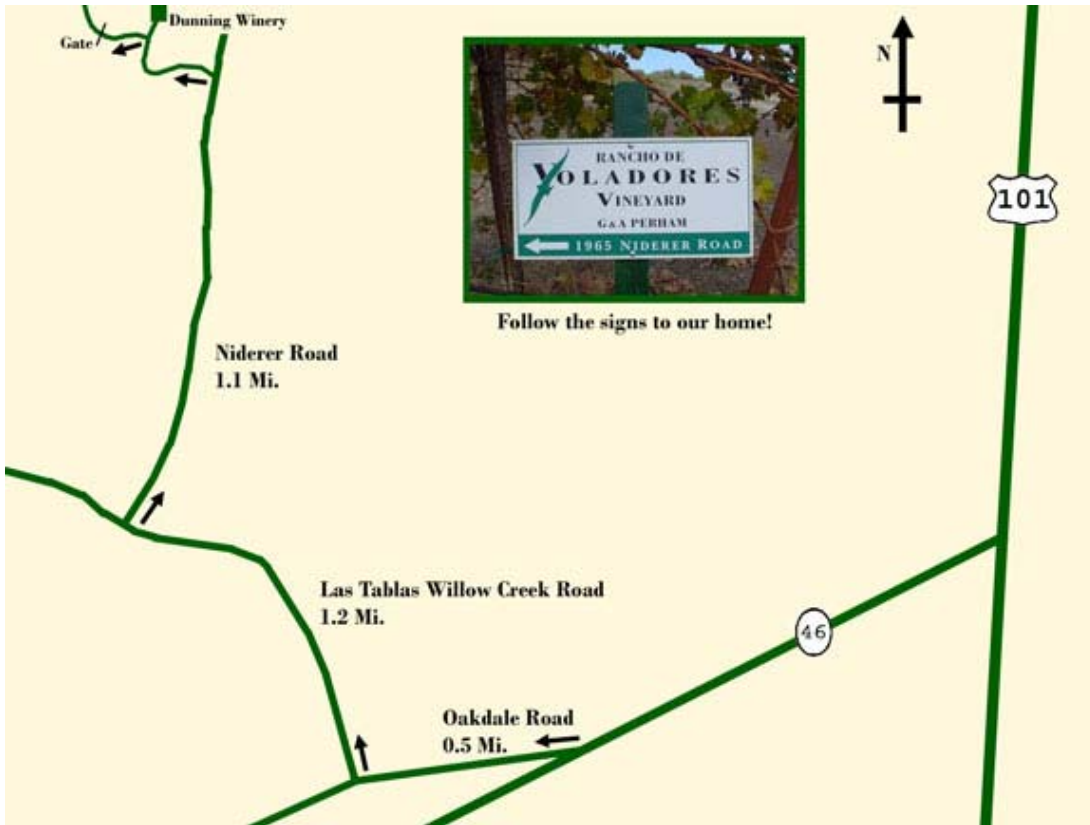 Dunning Winery
Gate
N
RANCHO DE
VOLADORES
VINEYARD
G & A PERHAM
1965 NIDERER ROAD
101
Follow the signs to our home!
Niderer Road
1.1 Mi.
Las Tablas Willow Creek Road
1.2 Mi.
46
Oakdale Road
0.5 Mi.